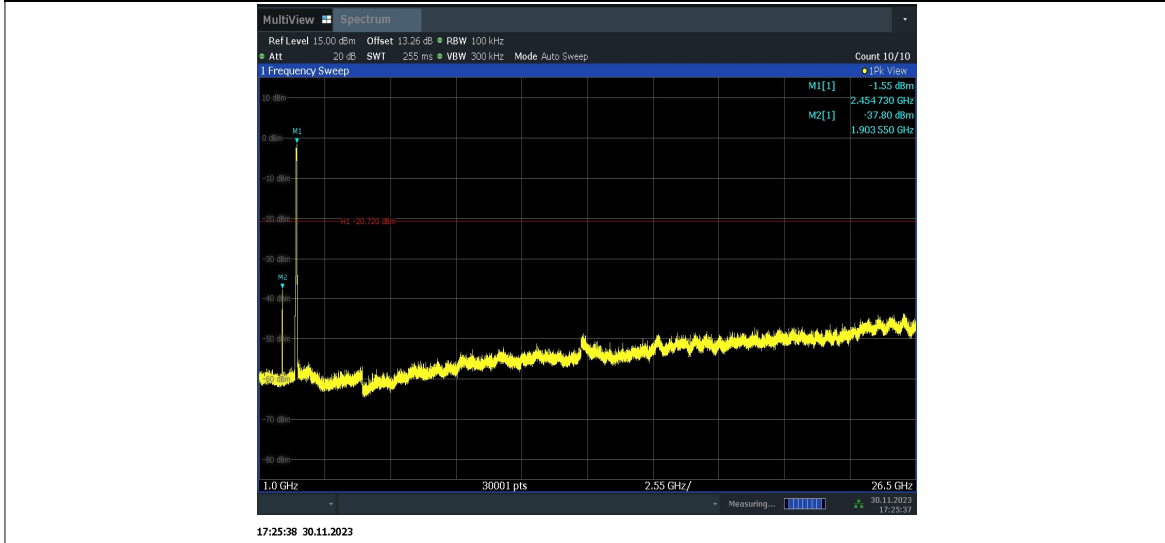 MultiView Spectrum
Ref Level 15.00 dBm Offset 13.26 dB RBW 100 kHz
Att 20 dB SWT 255 ms VBW 300 kHz Mode Auto Sweep Count 10/10
1 Frequency Sweep 1Pk View
M1[1] -1.55 dBm
2.454730 GHz
M2[1] -37.80 dBm
1.903550 GHz
10 dBm
M1
0 dBm
-10 dBm
-20 dBm
H1 -20.720 dBm
-30 dBm
M2
-40 dBm
-50 dBm
-60 dBm
-70 dBm
-80 dBm
1.0 GHz 30001 pts 2.55 GHz/ 26.5 GHz
Measuring... 30.11.2023
17:25:37
17:25:38 30.11.2023